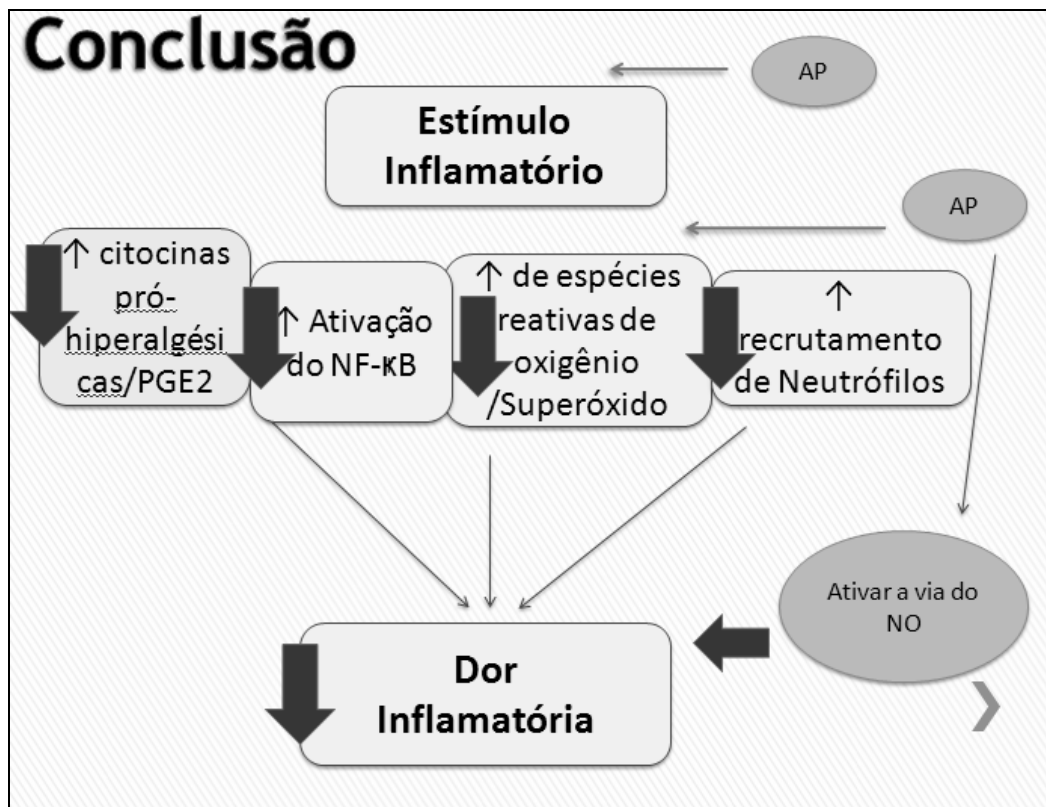 Conclusão
AP
Estímulo
Inflamatório
AP
↑ citocinas
pró-
hiperalgési
cas/PGE2
↑ Ativação
do NF-κB
↑ de espécies
reativas de
oxigênio
/Superóxido
↑
recrutamento
de Neutrófilos
Ativar a via do
NO
Dor
Inflamatória